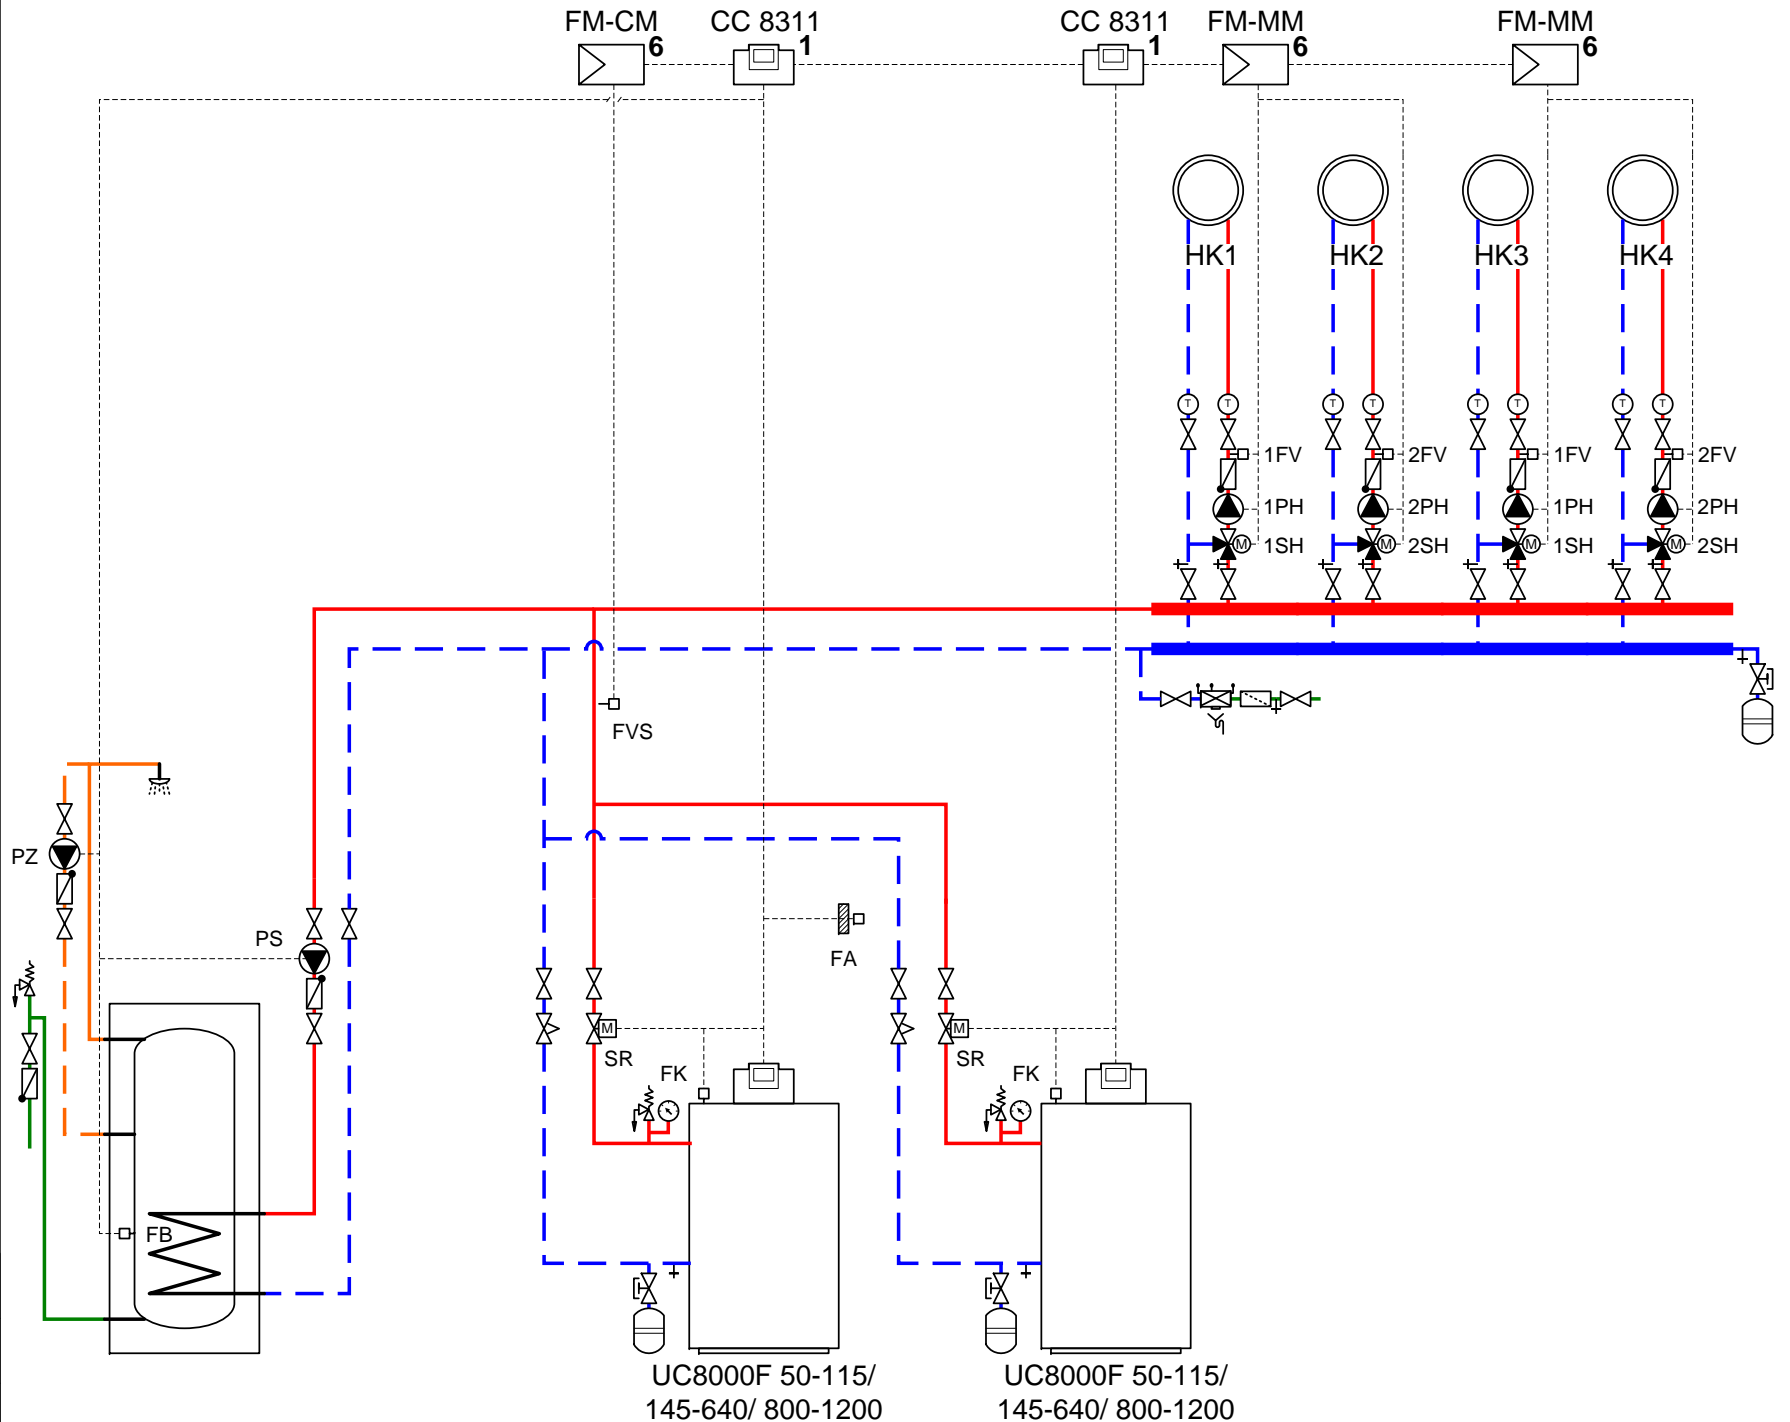 FM-CM CC 8311 CC 8311 FM-MM FM-MM
6 1 1 6 6
HK1 HK2 HK3 HK4
T T T T T T T T
1FV 2FV 1FV 2FV
1PH 2PH 1PH 2PH
M 1SH M 2SH M 1SH M 2SH
FVS
PZ
PS
FA
M M
SR SR
FK FK
FB
UC8000F 50-115/ UC8000F 50-115/
145-640/ 800-1200 145-640/ 800-1200